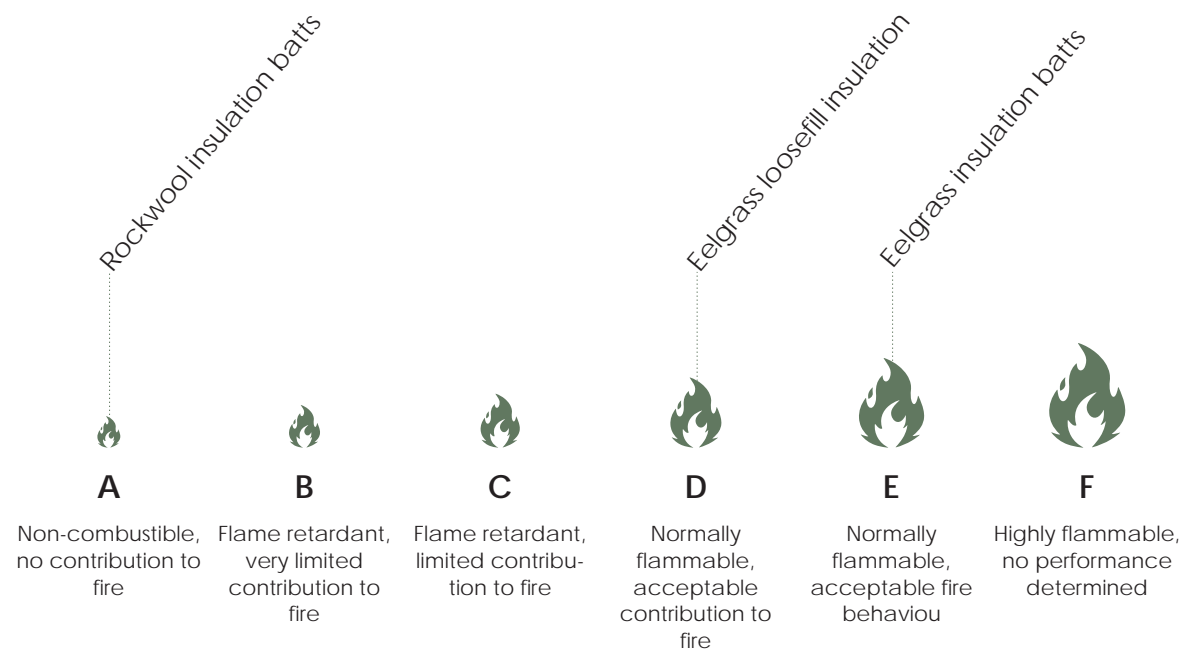 Rockwool insulation batts
Eelgrass loosefill insulation
Eelgrass insulation batts
A
Non-combustible,
no contribution to
fire
B
Flame retardant,
very limited
contribution to
fire
C
Flame retardant,
limited contribu-
tion to fire
D
Normally
flammable,
acceptable
contribution to
fire
E
Normally
flammable,
acceptable fire
behaviou
F
Highly flammable,
no performance
determined